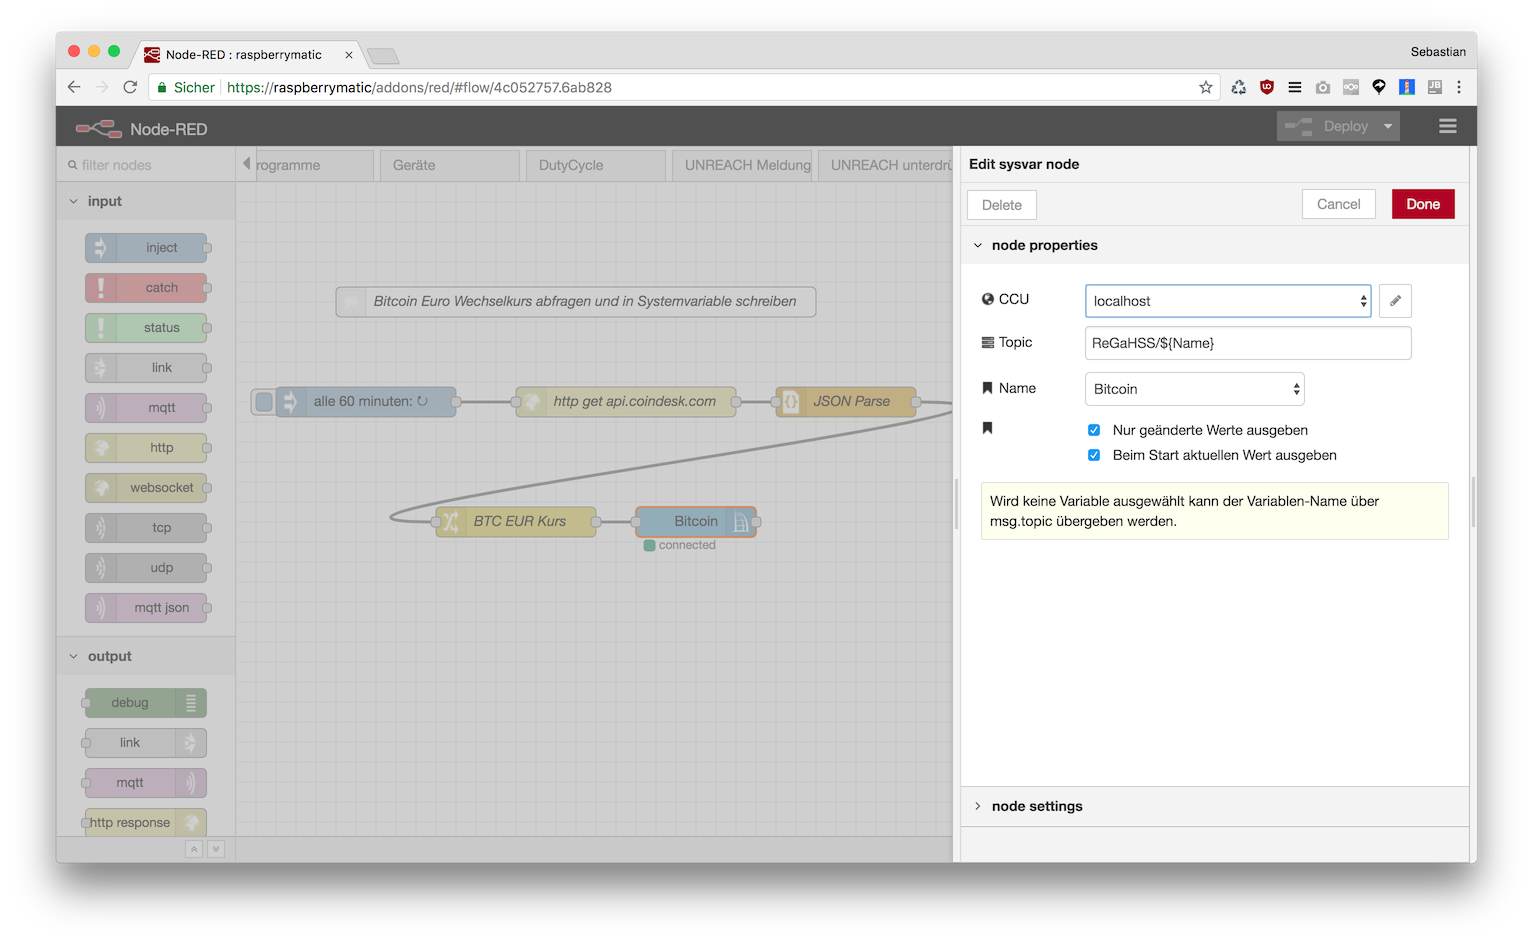 Node-RED : raspberrymatic
Sebastian
Sicher
https://raspberrymatic/addons/red/#flow/4c052757.6ab828
Node-RED
Deploy
filter nodes
rogramme
Geräte
DutyCycle
UNREACH Meldung
UNREACH unterdrü
input
inject
catch
status
link
mqtt
http
websocket
tcp
udp
mqtt json
output
debug
link
mqtt
http response
Bitcoin Euro Wechselkurs abfragen und in Systemvariable schreiben
alle 60 minuten: ↻
http get api.coindesk.com
JSON Parse
BTC EUR Kurs
Bitcoin
connected
Edit sysvar node
Delete
Cancel
Done
node properties
CCU
localhost
Topic
ReGaHSS/${Name}
Name
Bitcoin
Nur geänderte Werte ausgeben
Beim Start aktuellen Wert ausgeben
Wird keine Variable ausgewählt kann der Variablen-Name über
msg.topic übergeben werden.
node settings